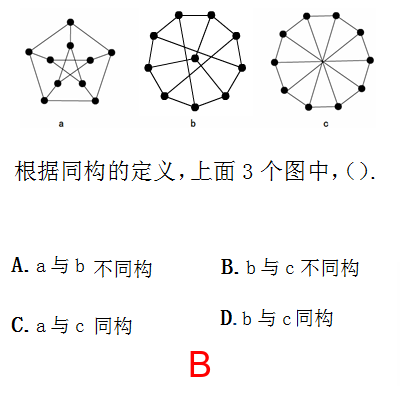 a b c
根据同构的定义,上面 3 个图中,( ).
A. a 与 b 不同构 B. b 与 c 不同构
C. a 与 c 同构 D. b 与 c 同构
B